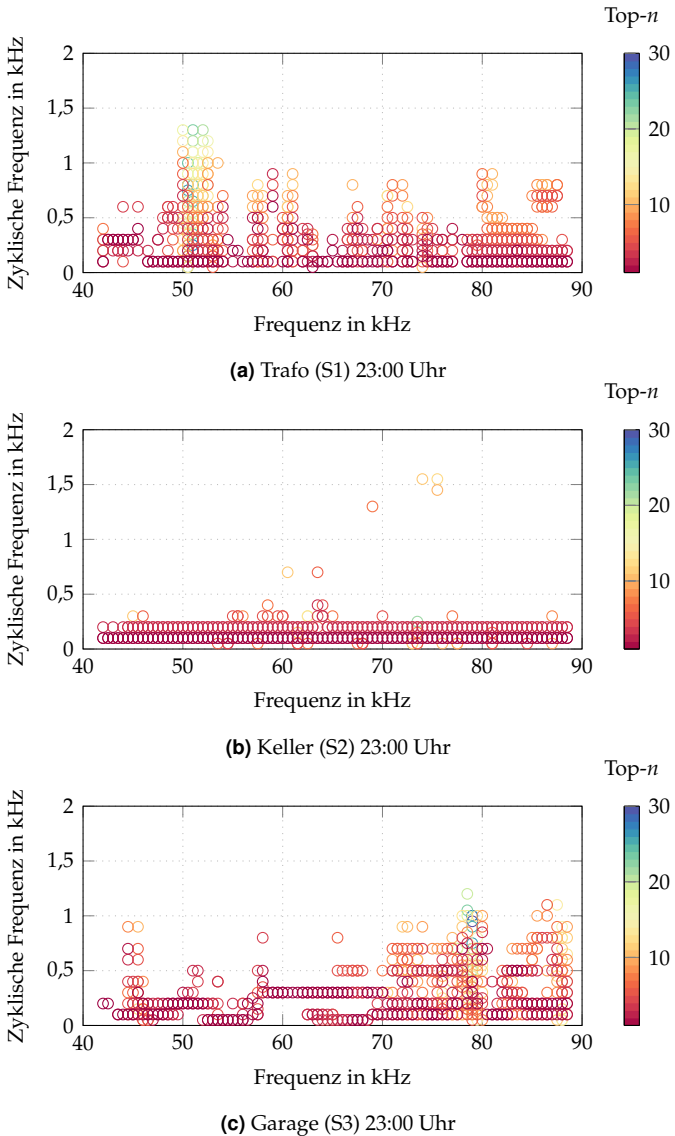 Top-n
Zyklische Frequenz in kHz
2
1,5
1
0,5
0
40 50 60 70 80 90
Frequenz in kHz
30
20
10
(a) Trafo (S1) 23:00 Uhr
Top-n
Zyklische Frequenz in kHz
2
1,5
1
0,5
0
40 50 60 70 80 90
Frequenz in kHz
30
20
10
(b) Keller (S2) 23:00 Uhr
Top-n
Zyklische Frequenz in kHz
2
1,5
1
0,5
0
40 50 60 70 80 90
Frequenz in kHz
30
20
10
(c) Garage (S3) 23:00 Uhr